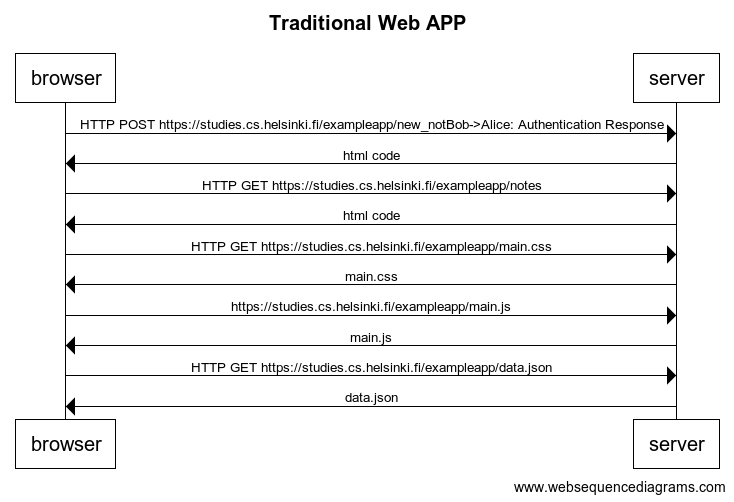 Traditional Web APP
browser server
HTTP POST https://studies.cs.helsinki.fi/exampleapp/new_notBob->Alice: Authentication Response
html code
HTTP GET https://studies.cs.helsinki.fi/exampleapp/notes
html code
HTTP GET https://studies.cs.helsinki.fi/exampleapp/main.css
main.css
https://studies.cs.helsinki.fi/exampleapp/main.js
main.js
HTTP GET https://studies.cs.helsinki.fi/exampleapp/data.json
data.json
browser server
www.websequencediagrams.com